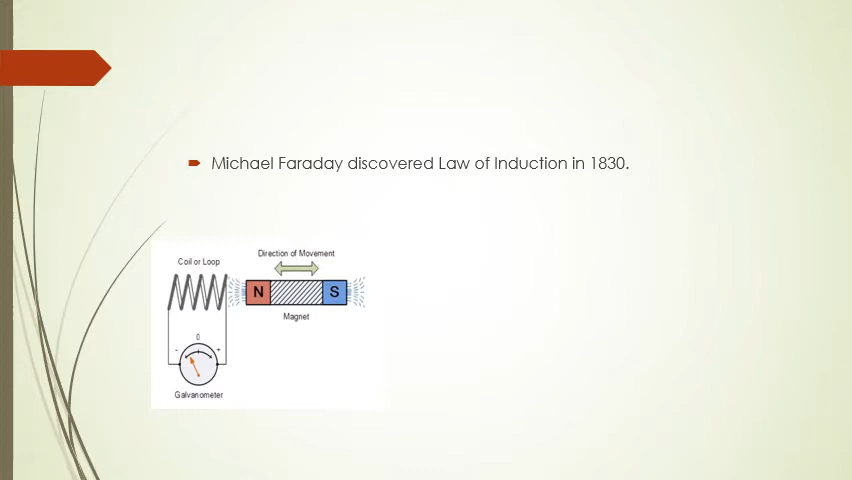 Michael Faraday discovered Law of Induction in 1830.
Direction of Movement
Coil or Loop
N
S
Magnet
0
- +
Galvanometer